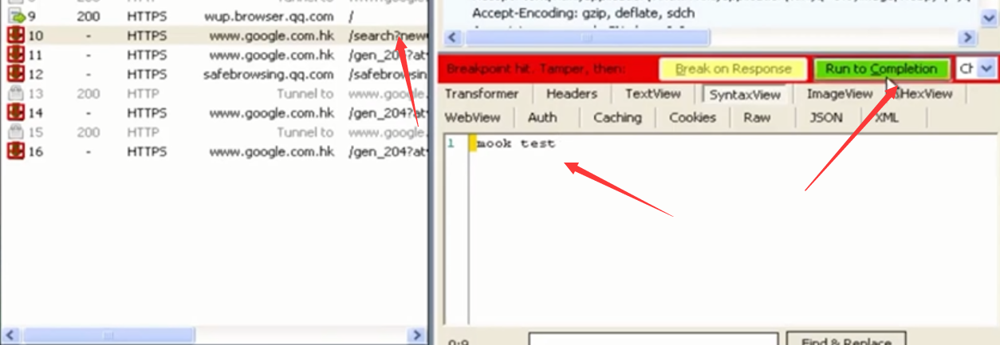 9 200 HTTPS wup.browser.qq.com /
10 - HTTPS www.google.com.hk /search?new
11 - HTTPS www.google.com.hk /gen_20 ?at
12 - HTTPS safebrowsing.qq.com /safebrowsin
13 200 HTTP Tunnel to www.google.
14 - HTTPS www.google.com.hk /gen_204?at
15 200 HTTP Tunnel to www.google.
16 - HTTPS www.google.com.hk /gen_204?at
Accept-Encoding: gzip, deflate, sdch
Breakpoint hit. Tamper, then: Break on Response Run to Completion
Transformer Headers TextView SyntaxView ImageView HexView
WebView Auth Caching Cookies Raw JSON XML
1 mook test
0:9 Find & Replace